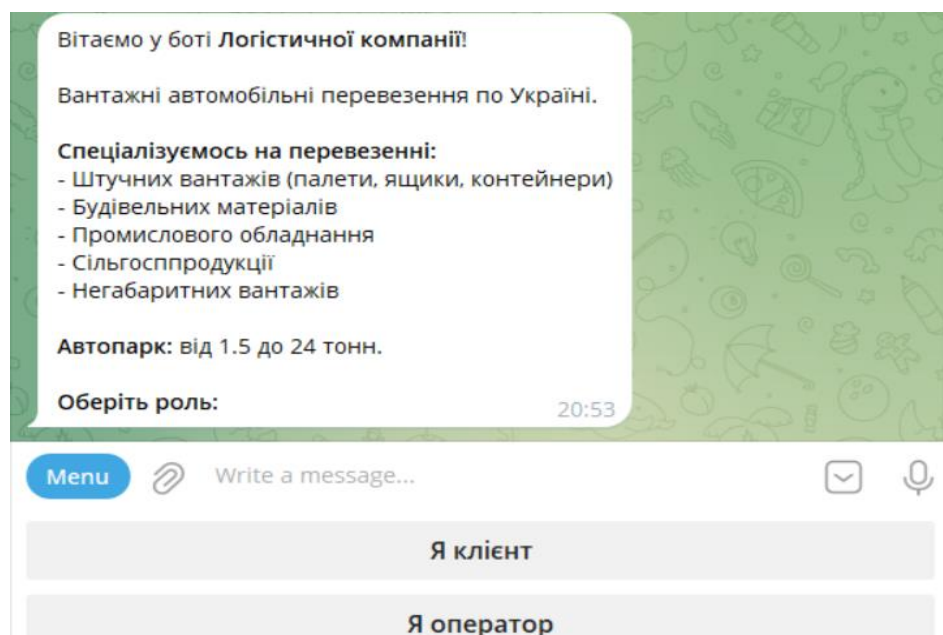 Вітаємо у боті Логістичної компанії!
Вантажні автомобільні перевезення по Україні.
Спеціалізуємось на перевезенні:
- Штучних вантажів (палети, ящики, контейнери)
- Будівельних матеріалів
- Промислового обладнання
- Сільгосппродукції
- Негабаритних вантажів
Автопарк: від 1.5 до 24 тонн.
Оберіть роль:
20:53
Menu
Write a message...
Я клієнт
Я оператор